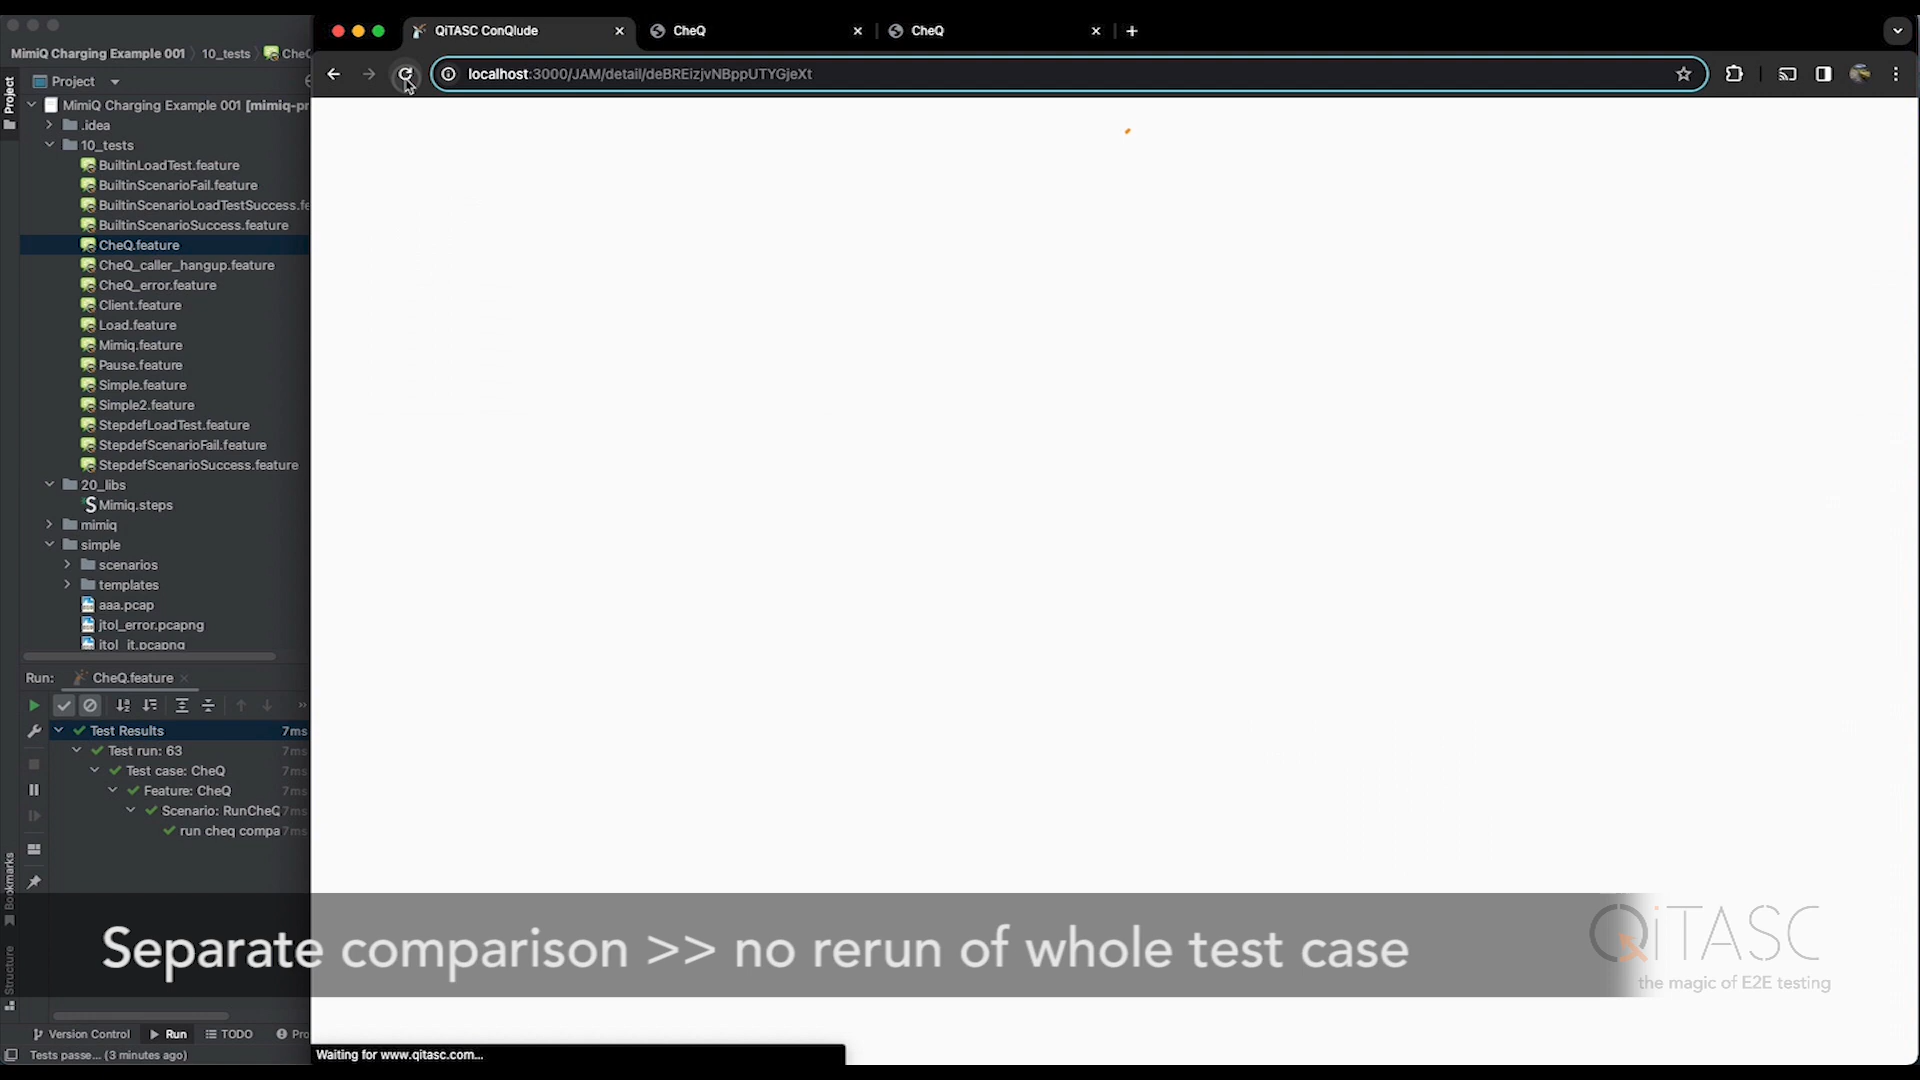 QiTASC ConQlude
CheQ
CheQ
MimiQ Charging Example 001
10_tests
localhost:3000/JAM/detail/deBREizjvNBppUTYGjeXt
Project
Project
MimiQ Charging Example 001 [mimiq-pr
.idea
10_tests
BuiltinLoadTest.feature
BuiltinScenarioFail.feature
BuiltinScenarioLoadTestSuccess.fe
BuiltinScenarioSuccess.feature
CheQ.feature
CheQ_caller_hangup.feature
CheQ_error.feature
Client.feature
Load.feature
Mimiq.feature
Pause.feature
Simple.feature
Simple2.feature
StepdefLoadTest.feature
StepdefScenarioFail.feature
StepdefScenarioSuccess.feature
20_libs
Mimiq.steps
mimiq
simple
scenarios
templates
aaa.pcap
jtol_error.pcapng
jtol_it.pcapng
Run: CheQ.feature
Test Results 7ms
Test run: 63 7ms
Test case: CheQ 7ms
Feature: CheQ 7ms
Scenario: RunCheQ 7ms
run cheq compa 7ms
Bookmarks
Structure
Separate comparison >> no rerun of whole test case
QiTASC
the magic of E2E testing
Version Control Run TODO Pro
Tests passe... (3 minutes ago)
Waiting for www.qitasc.com...